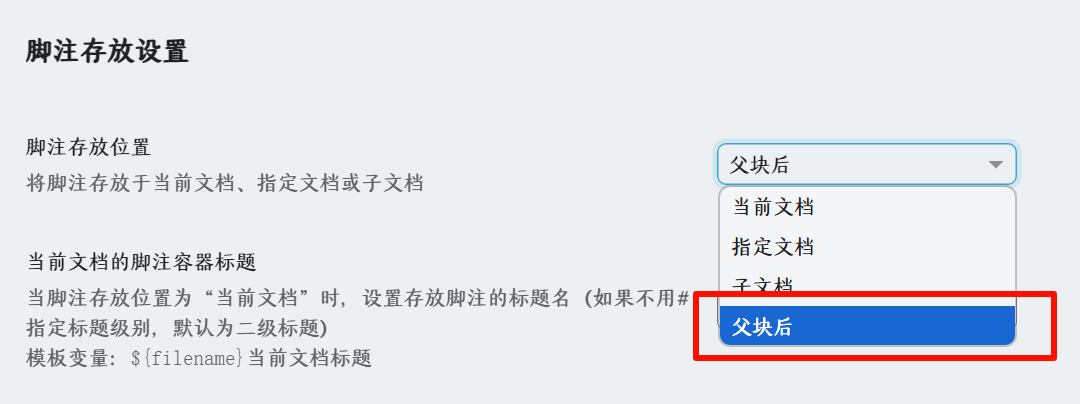 脚注存放设置
脚注存放位置
将脚注存放于当前文档、指定文档或子文档
父块后
当前文档
指定文档
子文档
父块后
当前文档的脚注容器标题
当脚注存放位置为“当前文档”时，设置存放脚注的标题名（如果不用#
指定标题级别，默认为二级标题）
模板变量：${filename}当前文档标题